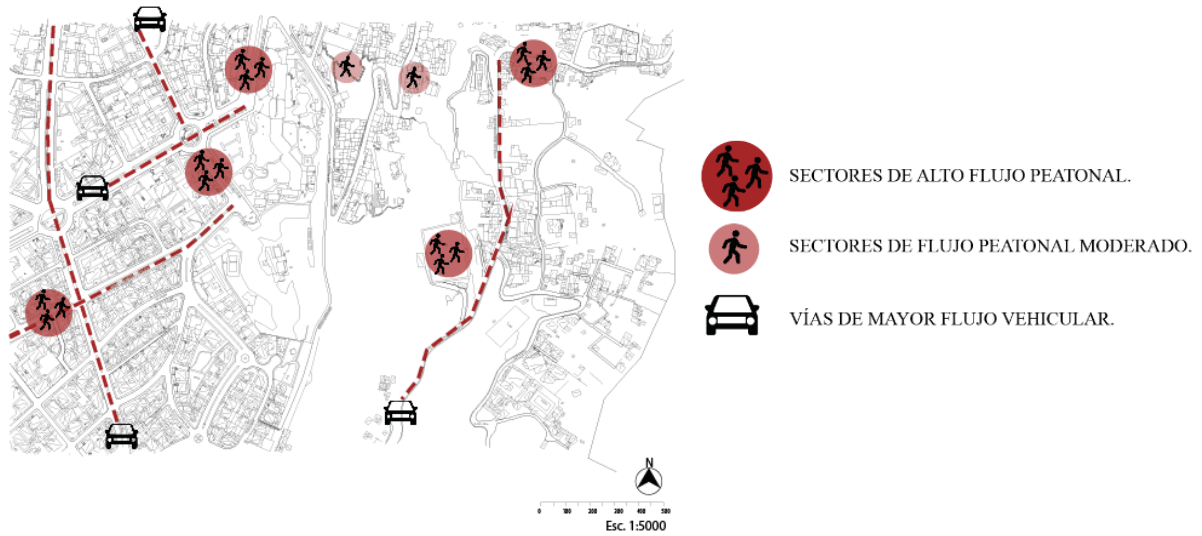 SECTORES DE ALTO FLUJO PEATONAL.
SECTORES DE FLUJO PEATONAL MODERADO.
VÍAS DE MAYOR FLUJO VEHICULAR.
N
0 100 200 300 400 500
Esc. 1:5000